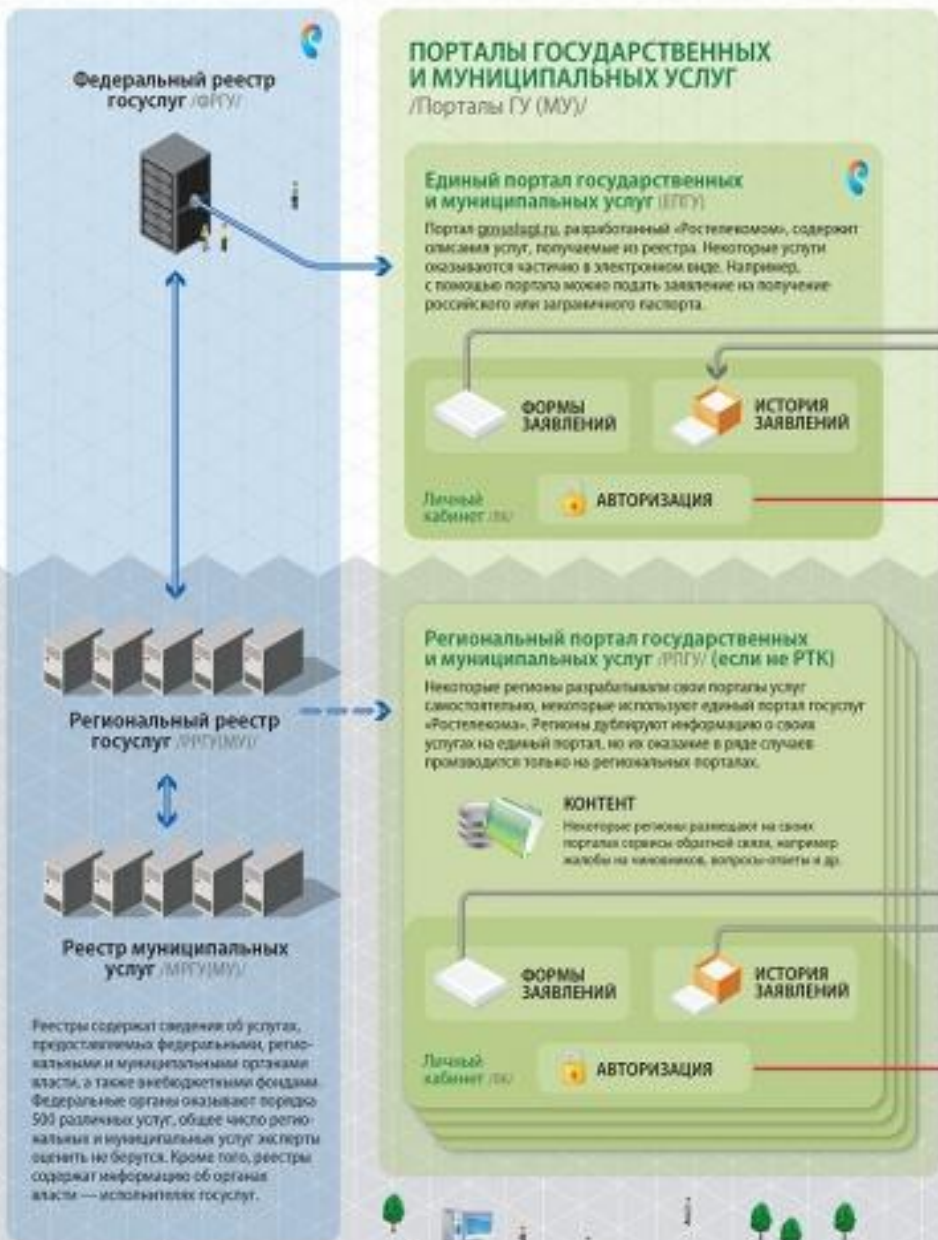 Федеральный реестр
госуслуг /ФРГУ/
Региональный реестр
госуслуг /РРГУ(МУ)/
Реестр муниципальных
услуг /МРГУ(МУ)/
Реестры содержат сведения об услугах,
предоставляемых федеральными, регио-
нальными и муниципальными органами
власти, а также внебюджетными фондами.
Федеральные органы оказывают порядка
500 различных услуг, общее число регио-
нальных и муниципальных услуг эксперты
оценить не берутся. Кроме того, реестры
содержат информацию об органах
власти — исполнителях госуслуг.
ПОРТАЛЫ ГОСУДАРСТВЕННЫХ
И МУНИЦИПАЛЬНЫХ УСЛУГ
/Порталы ГУ (МУ)/
Единый портал государственных
и муниципальных услуг (ЕПГУ)
Портал gosuslugi.ru, разработанный «Ростелекомом», содержит
описания услуг, получаемые из реестра. Некоторые услуги
оказываются частично в электронном виде. Например,
с помощью портала можно подать заявление на получение
российского или заграничного паспорта.
ФОРМЫ
ЗАЯВЛЕНИЙ
ИСТОРИЯ
ЗАЯВЛЕНИЙ
Личный
кабинет /ЛК/
АВТОРИЗАЦИЯ
Региональный портал государственных
и муниципальных услуг /РПГУ/ (если не РТК)
Некоторые регионы разрабатывали свои порталы услуг
самостоятельно, некоторые используют единый портал госуслуг
«Ростелекома». Регионы дублируют информацию о своих
услугах на единый портал, но их оказание в ряде случаев
производится только на региональных порталах.
КОНТЕНТ
Некоторые регионы размещают на своих
порталах сервисы обратной связи, например
жалобы на чиновников, вопросы-ответы и др.
ФОРМЫ
ЗАЯВЛЕНИЙ
ИСТОРИЯ
ЗАЯВЛЕНИЙ
Личный
кабинет /ЛК/
АВТОРИЗАЦИЯ